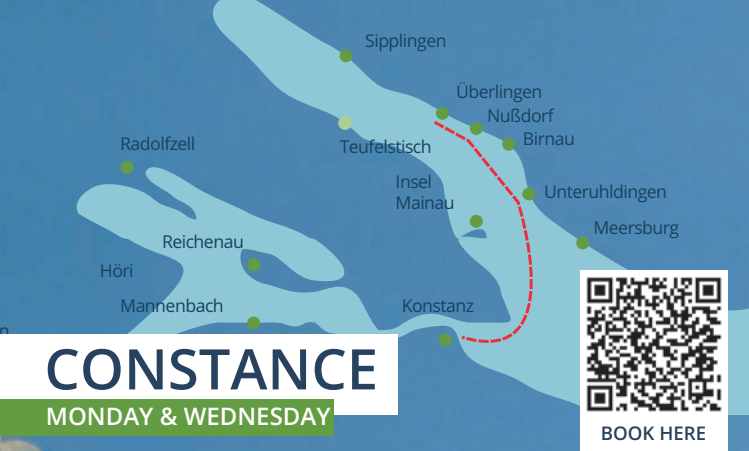 Sipplingen
Überlingen
Nußdorf
Birnau
Radolfzell
Teufelstisch
Insel
Mainau
Unteruhldingen
Meersburg
Reichenau
Höri
Mannenbach
Konstanz
n
CONSTANCE
MONDAY & WEDNESDAY
BOOK HERE